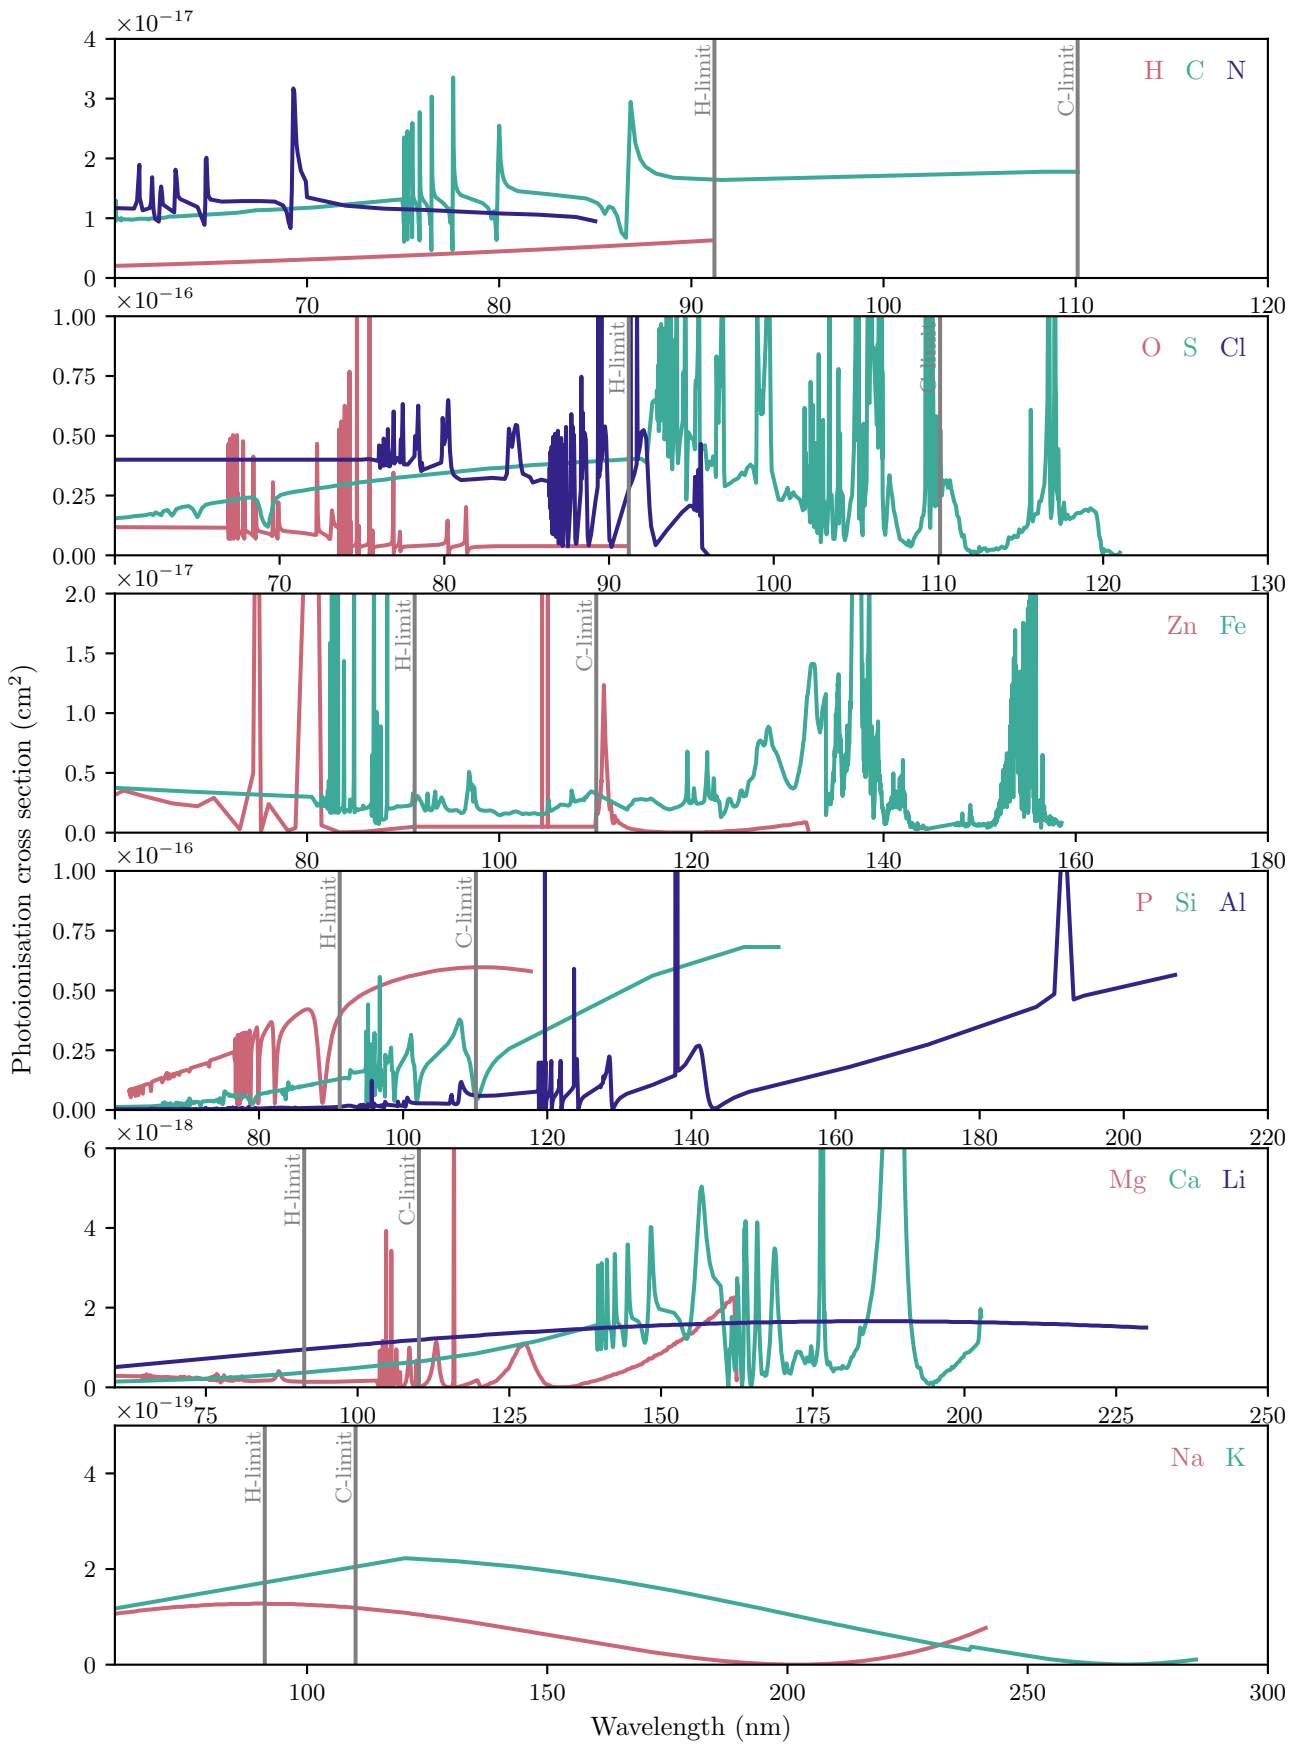 ×10⁻¹⁷
4
3
2
1
0
H-limit
C-limit
H C N
70 80 90 100 110 120
×10⁻¹⁶
1.00
0.75
0.50
0.25
0.00
H-limit
C-limit
O S Cl
70 80 90 100 110 120 130
×10⁻¹⁷
2.0
1.5
1.0
0.5
0.0
H-limit
C-limit
Zn Fe
80 100 120 140 160 180
×10⁻¹⁶
1.00
0.75
0.50
0.25
0.00
H-limit
C-limit
P Si Al
80 100 120 140 160 180 200 220
×10⁻¹⁸
6
4
2
0
H-limit
C-limit
Mg Ca Li
75 100 125 150 175 200 225 250
×10⁻¹⁹
4
2
0
H-limit
C-limit
Na K
100 150 200 250 300
Wavelength (nm)
Photoionisation cross section (cm²)